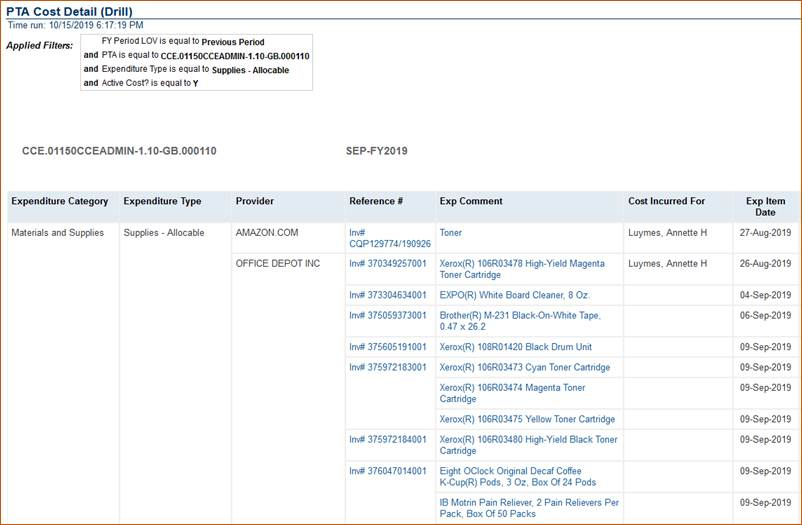 PTA Cost Detail (Drill)
Time run: 10/15/2019 6:17:19 PM
Applied Filters:
FY Period LOV is equal to Previous Period
and PTA is equal to CCE.01150CCEADMIN-1.10-GB.000110
and Expenditure Type is equal to Supplies - Allocable
and Active Cost? is equal to Y
CCE.01150CCEADMIN-1.10-GB.000110 SEP-FY2019
Expenditure Category Expenditure Type Provider Reference # Exp Comment Cost Incurred For Exp Item
Date
Materials and Supplies Supplies - Allocable AMAZON.COM Inv# Toner Luymes, Annette H 27-Aug-2019
CQP129774/190926
OFFICE DEPOT INC Inv# 370349257001 Xerox(R) 106R03478 High-Yield Magenta Luymes, Annette H 26-Aug-2019
Toner Cartridge
Inv# 373304634001 EXPO(R) White Board Cleaner, 8 Oz. 04-Sep-2019
Inv# 375059373001 Brother(R) M-231 Black-On-White Tape, 06-Sep-2019
0.47 x 26.2
Inv# 375605191001 Xerox(R) 108R01420 Black Drum Unit 09-Sep-2019
Inv# 375972183001 Xerox(R) 106R03473 Cyan Toner Cartridge 09-Sep-2019
Xerox(R) 106R03474 Magenta Toner 09-Sep-2019
Cartridge
Xerox(R) 106R03475 Yellow Toner Cartridge 09-Sep-2019
Inv# 375972184001 Xerox(R) 106R03480 High-Yield Black Toner 09-Sep-2019
Cartridge
Inv# 376047014001 Eight OClock Original Decaf Coffee 09-Sep-2019
K-Cup(R) Pods, 3 Oz, Box Of 24 Pods
IB Motrin Pain Reliever, 2 Pain Relievers Per 09-Sep-2019
Pack, Box Of 50 Packs